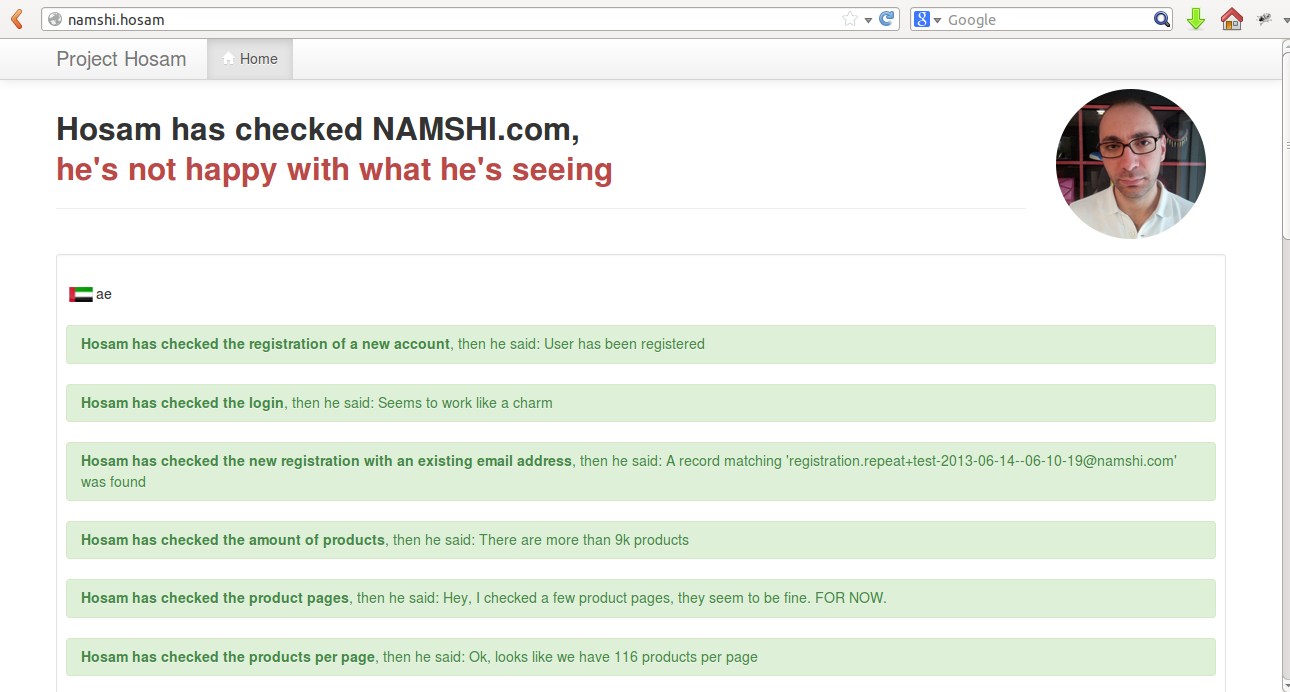 namshi.hosam
Google
Project Hosam
Home
Hosam has checked NAMSHI.com,
he's not happy with what he's seeing
ae
Hosam has checked the registration of a new account, then he said: User has been registered
Hosam has checked the login, then he said: Seems to work like a charm
Hosam has checked the new registration with an existing email address, then he said: A record matching 'registration.repeat+test-2013-06-14--06-10-19@namshi.com'
was found
Hosam has checked the amount of products, then he said: There are more than 9k products
Hosam has checked the product pages, then he said: Hey, I checked a few product pages, they seem to be fine. FOR NOW.
Hosam has checked the products per page, then he said: Ok, looks like we have 116 products per page